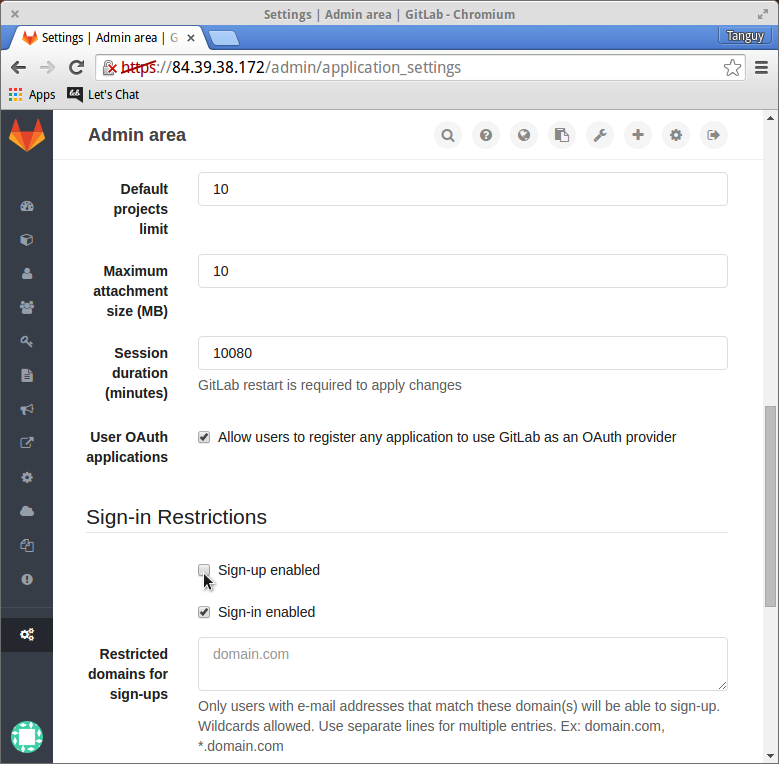 Settings | Admin area | GitLab - Chromium
Settings | Admin area | G
Tanguy
https://84.39.38.172/admin/application_settings
Apps
Let's Chat
Admin area
Default
projects
limit
10
Maximum
attachment
size (MB)
10
Session
duration
(minutes)
10080
GitLab restart is required to apply changes
User OAuth
applications
Allow users to register any application to use GitLab as an OAuth provider
Sign-in Restrictions
Sign-up enabled
Sign-in enabled
Restricted
domains for
sign-ups
domain.com
Only users with e-mail addresses that match these domain(s) will be able to sign-up.
Wildcards allowed. Use separate lines for multiple entries. Ex: domain.com,
*.domain.com